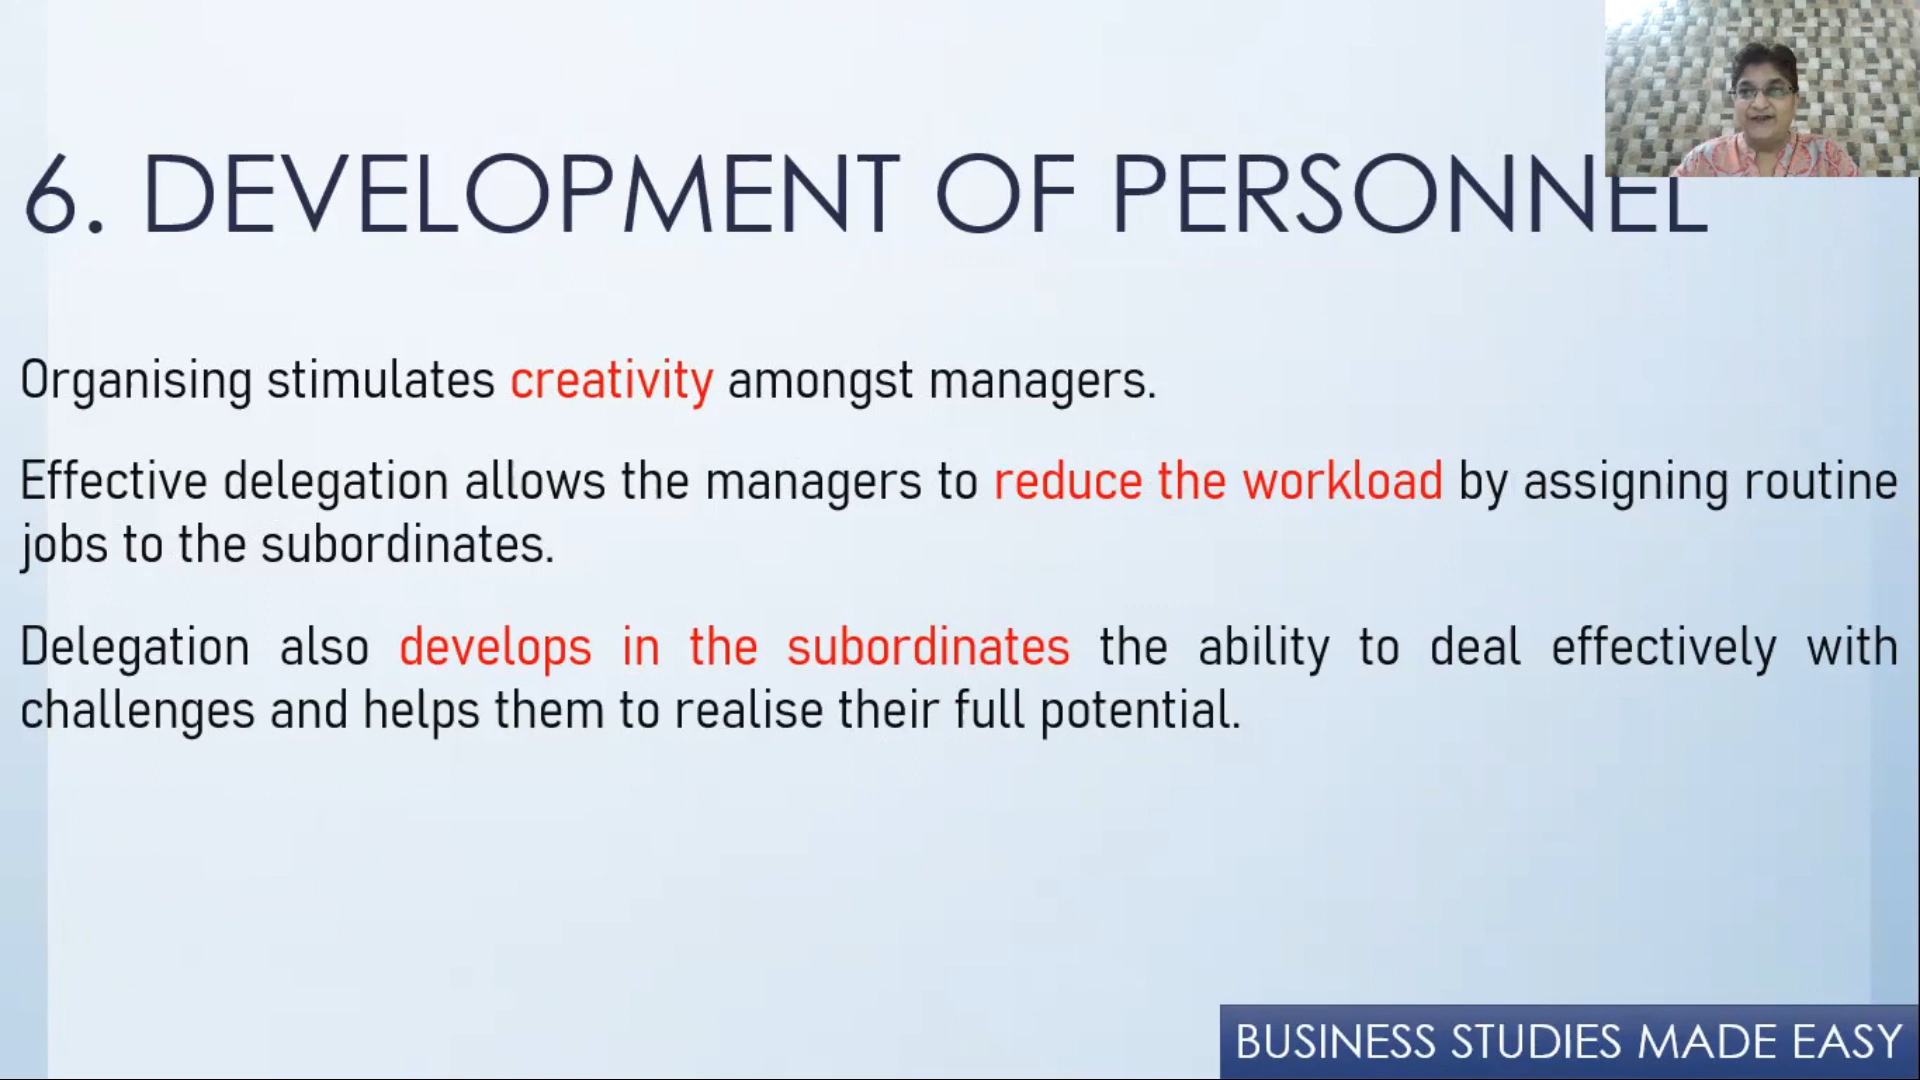 6. DEVELOPMENT OF PERSONNEL
Organising stimulates creativity amongst managers.
Effective delegation allows the managers to reduce the workload by assigning routine
jobs to the subordinates.
Delegation also develops in the subordinates the ability to deal effectively with
challenges and helps them to realise their full potential.
BUSINESS STUDIES MADE EASY